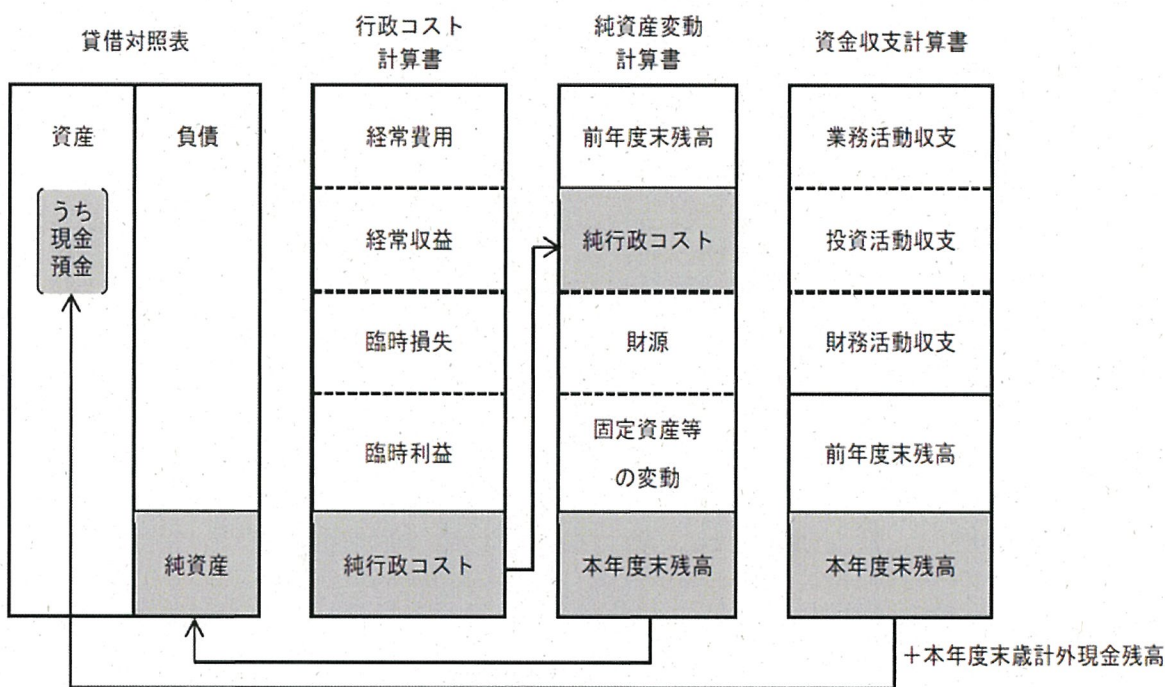 貸借対照表
資産
うち
現金
預金
負債
純資産
行政コスト
計算書
経常費用
経常収益
臨時損失
臨時利益
純行政コスト
純資産変動
計算書
前年度末残高
純行政コスト
財源
固定資産等
の変動
本年度末残高
資金収支計算書
業務活動収支
投資活動収支
財務活動収支
前年度末残高
本年度末残高
＋本年度末歳計外現金残高